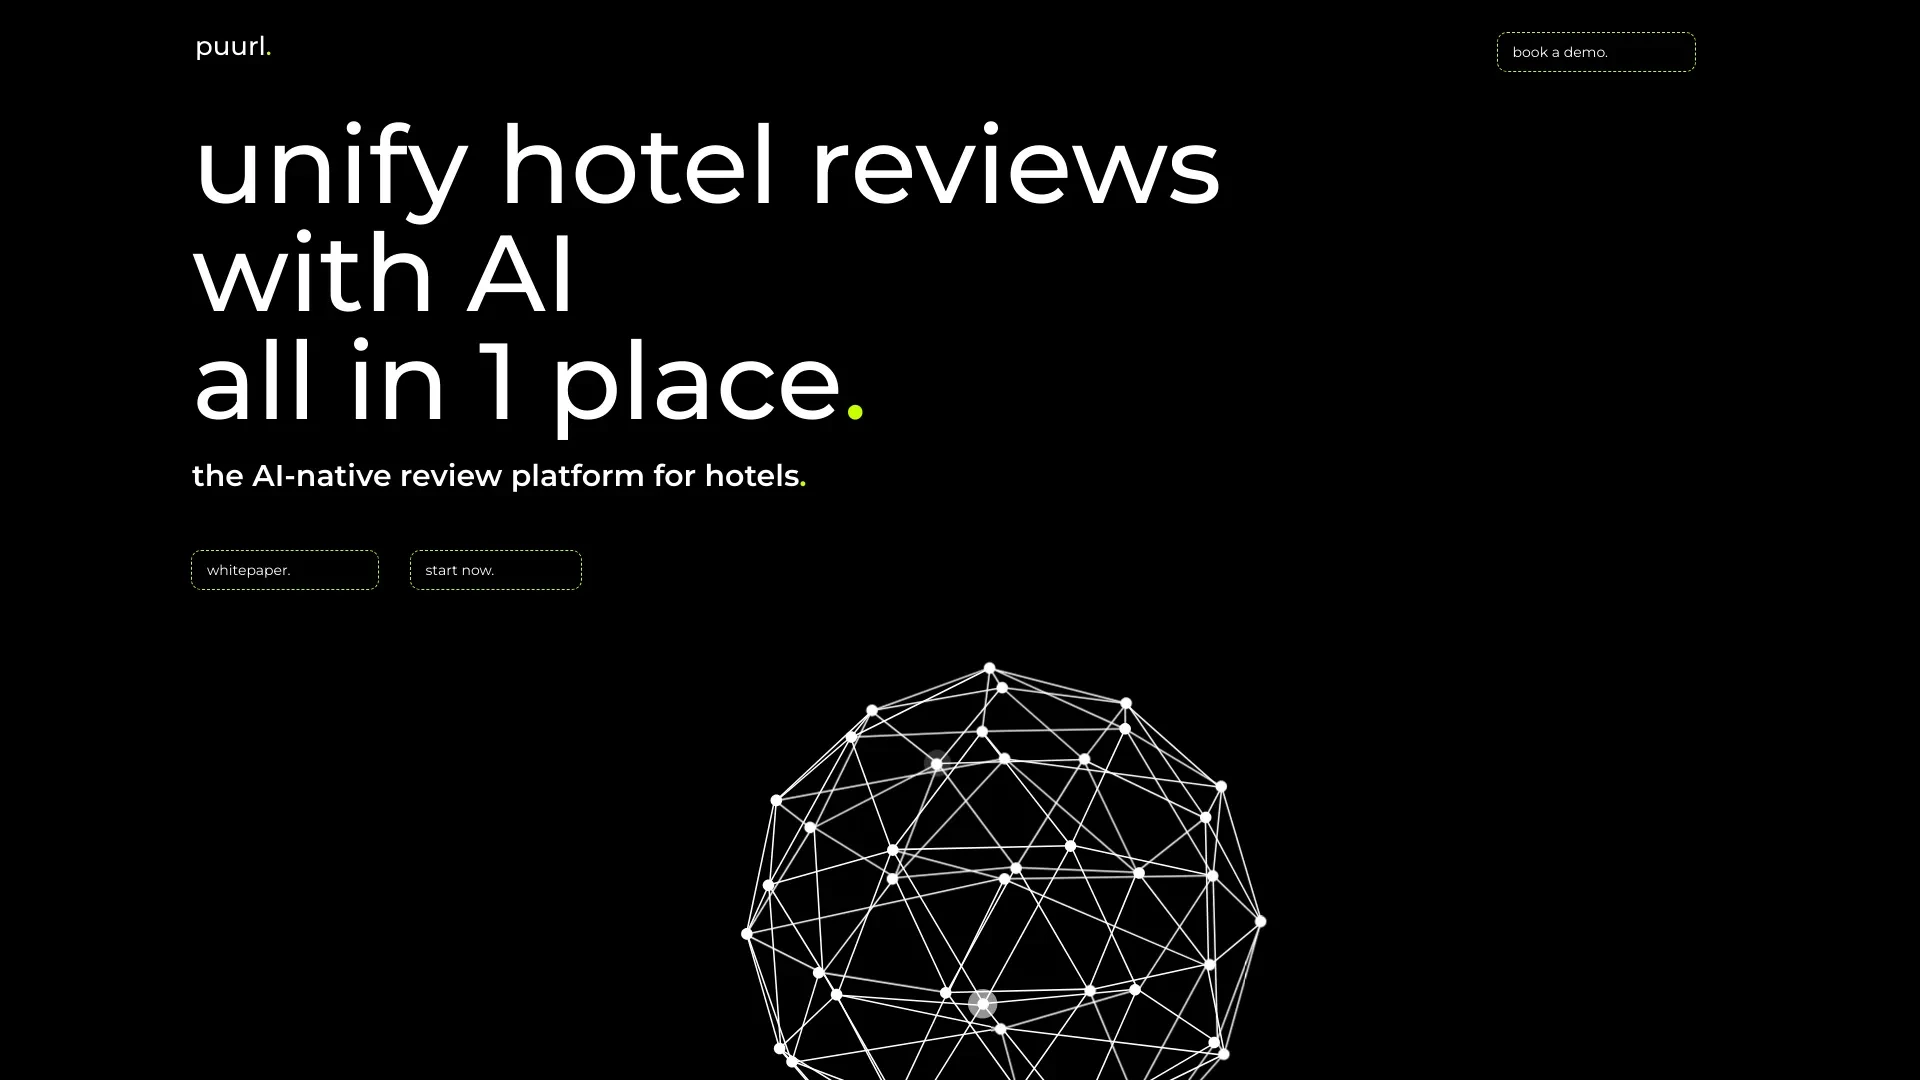 puurl.
book a demo.
unify hotel reviews
with AI
all in 1 place.
the AI-native review platform for hotels.
whitepaper.
start now.